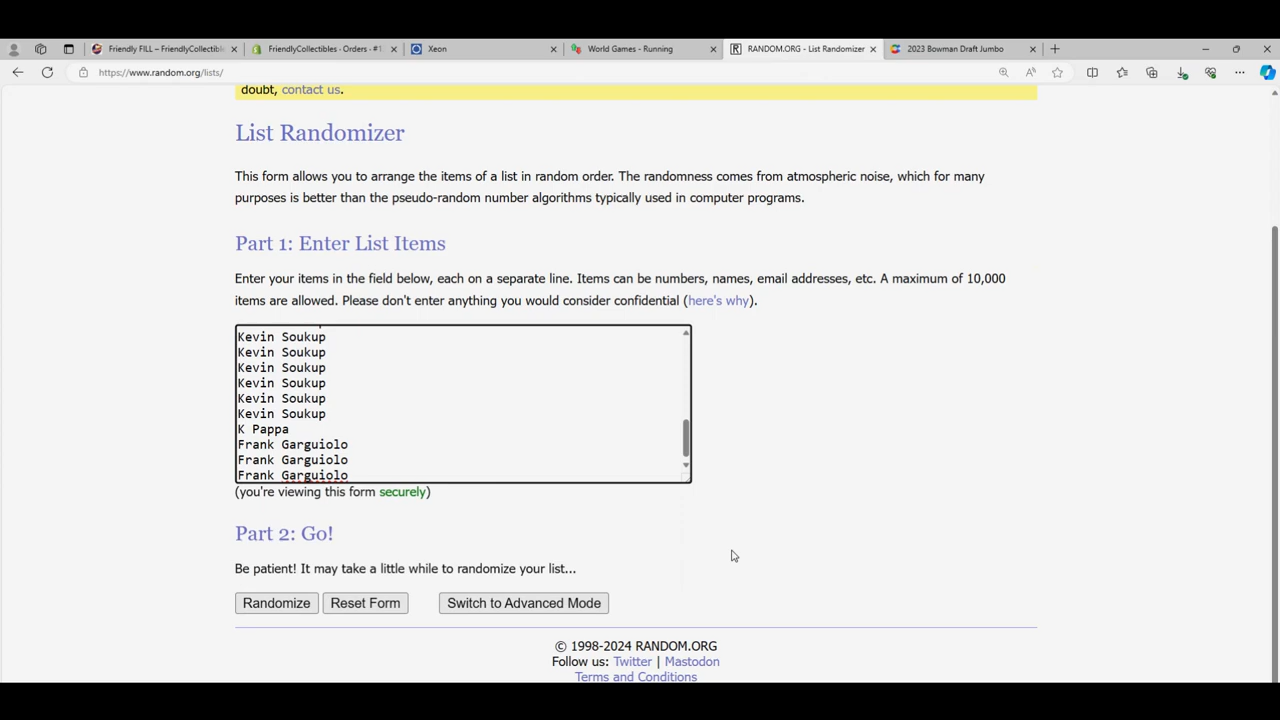 Friendly FILL – FriendlyCollectible
FriendlyCollectibles · Orders · #1
Xeon
World Games - Running
RANDOM.ORG - List Randomizer
2023 Bowman Draft Jumbo
https://www.random.org/lists/
doubt, contact us.
List Randomizer
This form allows you to arrange the items of a list in random order. The randomness comes from atmospheric noise, which for many
purposes is better than the pseudo-random number algorithms typically used in computer programs.
Part 1: Enter List Items
Enter your items in the field below, each on a separate line. Items can be numbers, names, email addresses, etc. A maximum of 10,000
items are allowed. Please don't enter anything you would consider confidential (here's why).
Kevin Soukup
Kevin Soukup
Kevin Soukup
Kevin Soukup
Kevin Soukup
Kevin Soukup
K Pappa
Frank Garguiolo
Frank Garguiolo
Frank Garguiolo
(you're viewing this form securely)
Part 2: Go!
Be patient! It may take a little while to randomize your list...
Randomize
Reset Form
Switch to Advanced Mode
© 1998-2024 RANDOM.ORG
Follow us: Twitter | Mastodon
Terms and Conditions